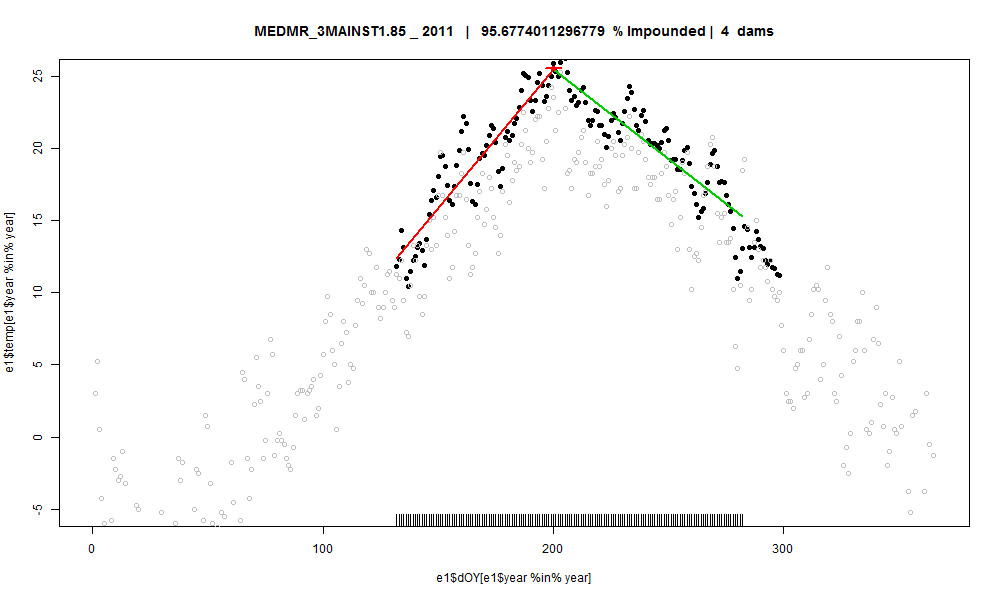 MEDMR_3MAINST1.85 _ 2011 | 95.6774011296779 % Impounded | 4 dams
e1$temp[e1$year %in% year]
25
20
15
10
5
0
-5
0 100 200 300
e1$dOY[e1$year %in% year]